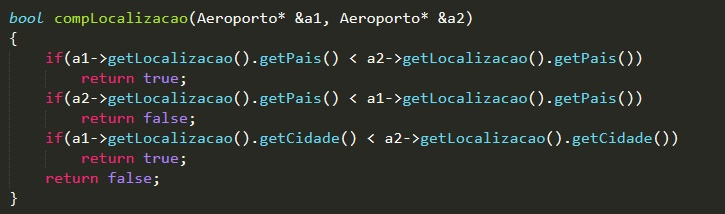 bool compLocalizacao(Aeroporto* &a1, Aeroporto* &a2)
{
    if(a1->getLocalizacao().getPais() < a2->getLocalizacao().getPais())
        return true;
    if(a2->getLocalizacao().getPais() < a1->getLocalizacao().getPais())
        return false;
    if(a1->getLocalizacao().getCidade() < a2->getLocalizacao().getCidade())
        return true;
    return false;
}